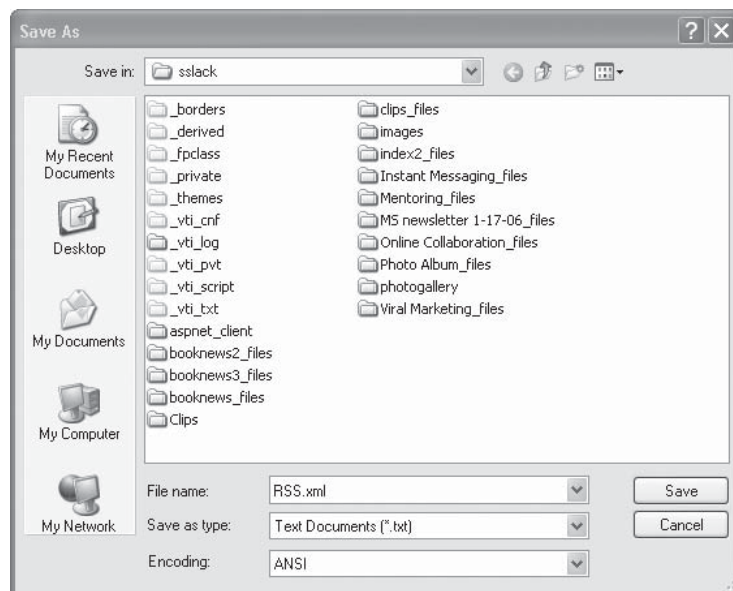 Save As
Save in: sslack
My Recent Documents
Desktop
My Documents
My Computer
My Network
_borders
_derived
_fpclass
_private
_themes
_vti_cnf
_vti_log
_vti_pvt
_vti_script
_vti_txt
aspnet_client
booknews2_files
booknews3_files
booknews_files
Clips
clips_files
images
index2_files
Instant Messaging_files
Mentoring_files
MS newsletter 1-17-06_files
Online Collaboration_files
Photo Album_files
photogallery
Viral Marketing_files
File name: RSS.xml Save
Save as type: Text Documents (*.txt) Cancel
Encoding: ANSI